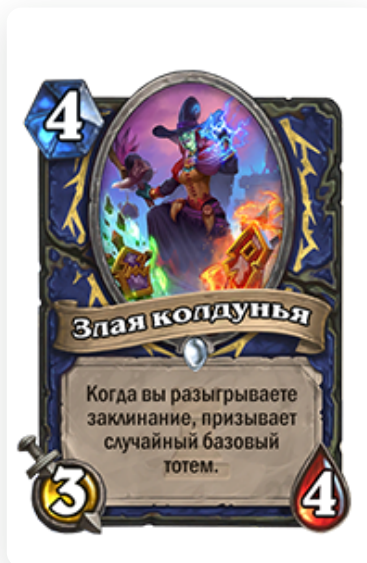 4
Злая колдунья
Когда вы разыгрываете
заклинание, призывает
случайный базовый
тотем.
3
4